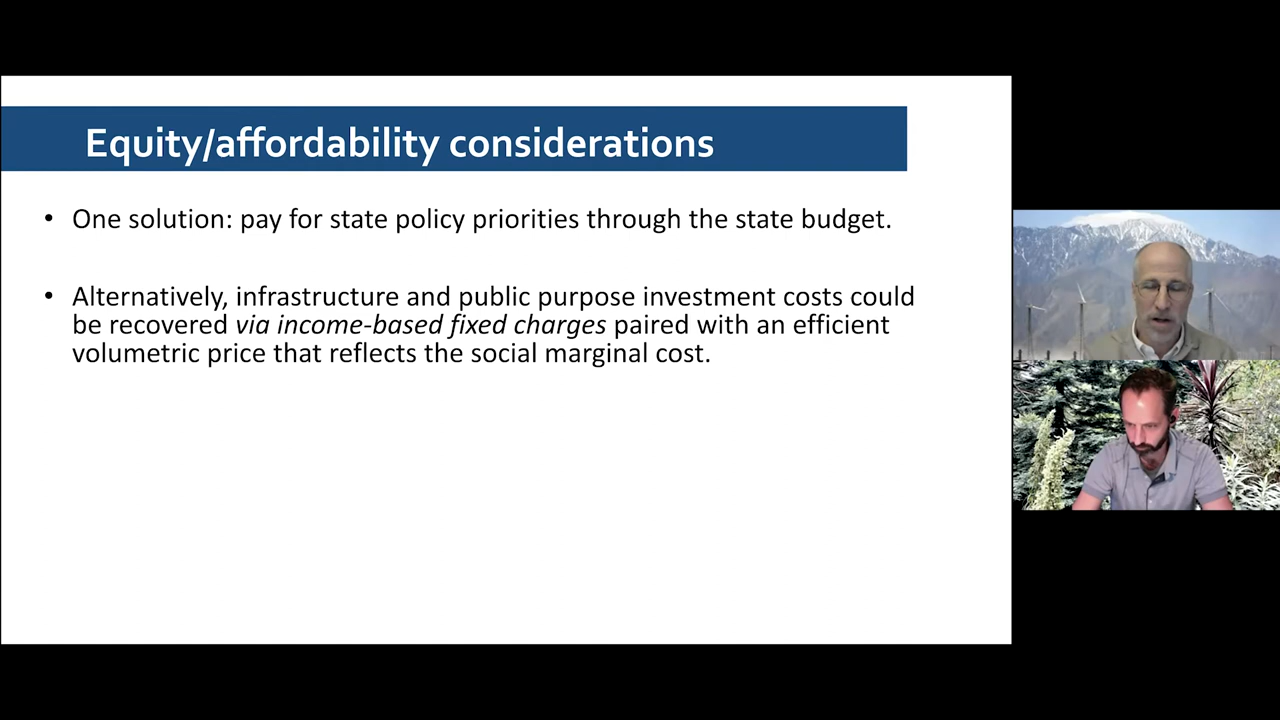 Equity/affordability considerations
• One solution: pay for state policy priorities through the state budget.
• Alternatively, infrastructure and public purpose investment costs could
be recovered via income-based fixed charges paired with an efficient
volumetric price that reflects the social marginal cost.